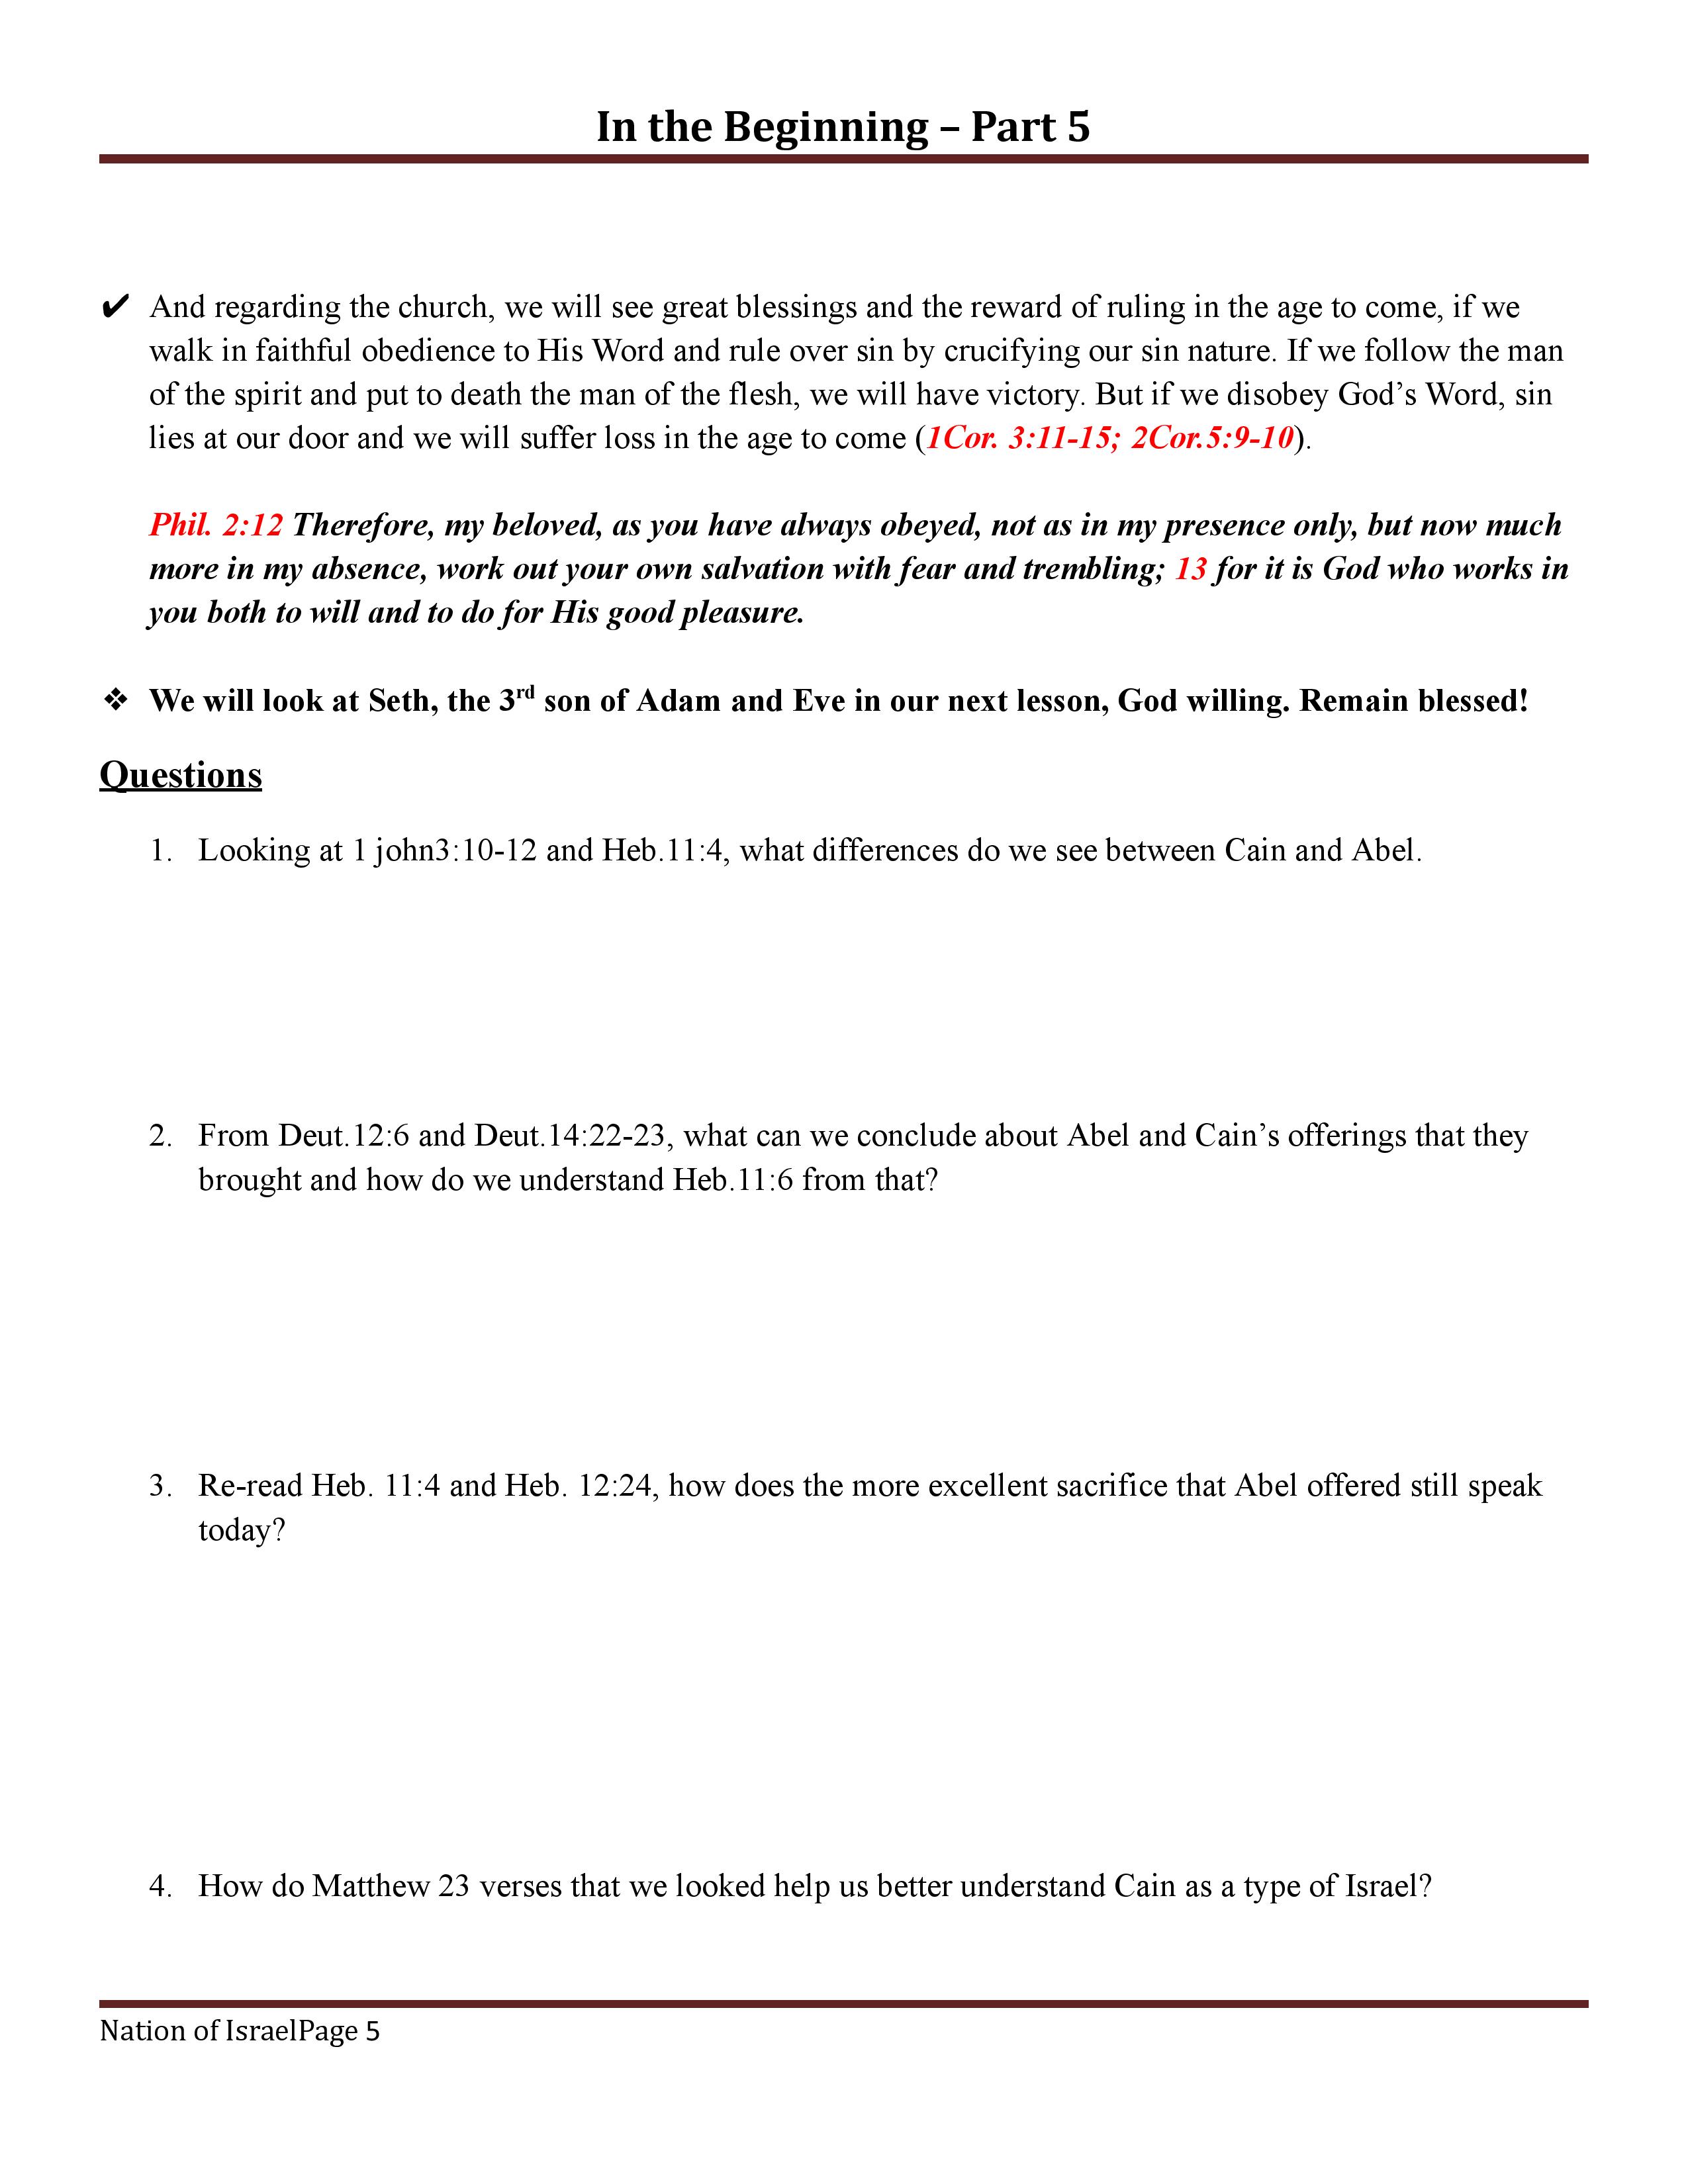 In the Beginning – Part 5
✔ And regarding the church, we will see great blessings and the reward of ruling in the age to come, if we
walk in faithful obedience to His Word and rule over sin by crucifying our sin nature. If we follow the man
of the spirit and put to death the man of the flesh, we will have victory. But if we disobey God’s Word, sin
lies at our door and we will suffer loss in the age to come (1Cor. 3:11-15; 2Cor.5:9-10).
Phil. 2:12 Therefore, my beloved, as you have always obeyed, not as in my presence only, but now much
more in my absence, work out your own salvation with fear and trembling; 13 for it is God who works in
you both to will and to do for His good pleasure.
❖ We will look at Seth, the 3rd son of Adam and Eve in our next lesson, God willing. Remain blessed!
Questions
1. Looking at 1 john3:10-12 and Heb.11:4, what differences do we see between Cain and Abel.
2. From Deut.12:6 and Deut.14:22-23, what can we conclude about Abel and Cain’s offerings that they
brought and how do we understand Heb.11:6 from that?
3. Re-read Heb. 11:4 and Heb. 12:24, how does the more excellent sacrifice that Abel offered still speak
today?
4. How do Matthew 23 verses that we looked help us better understand Cain as a type of Israel?
Nation of IsraelPage 5